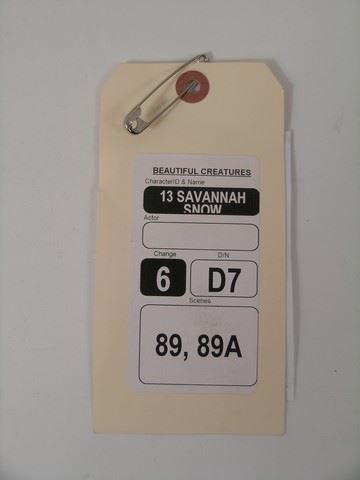 BEAUTIFUL CREATURES
CharacterID & Name
13 SAVANNAH
SNOW
Actor
Change D/N
6 D7
Scenes
89, 89A